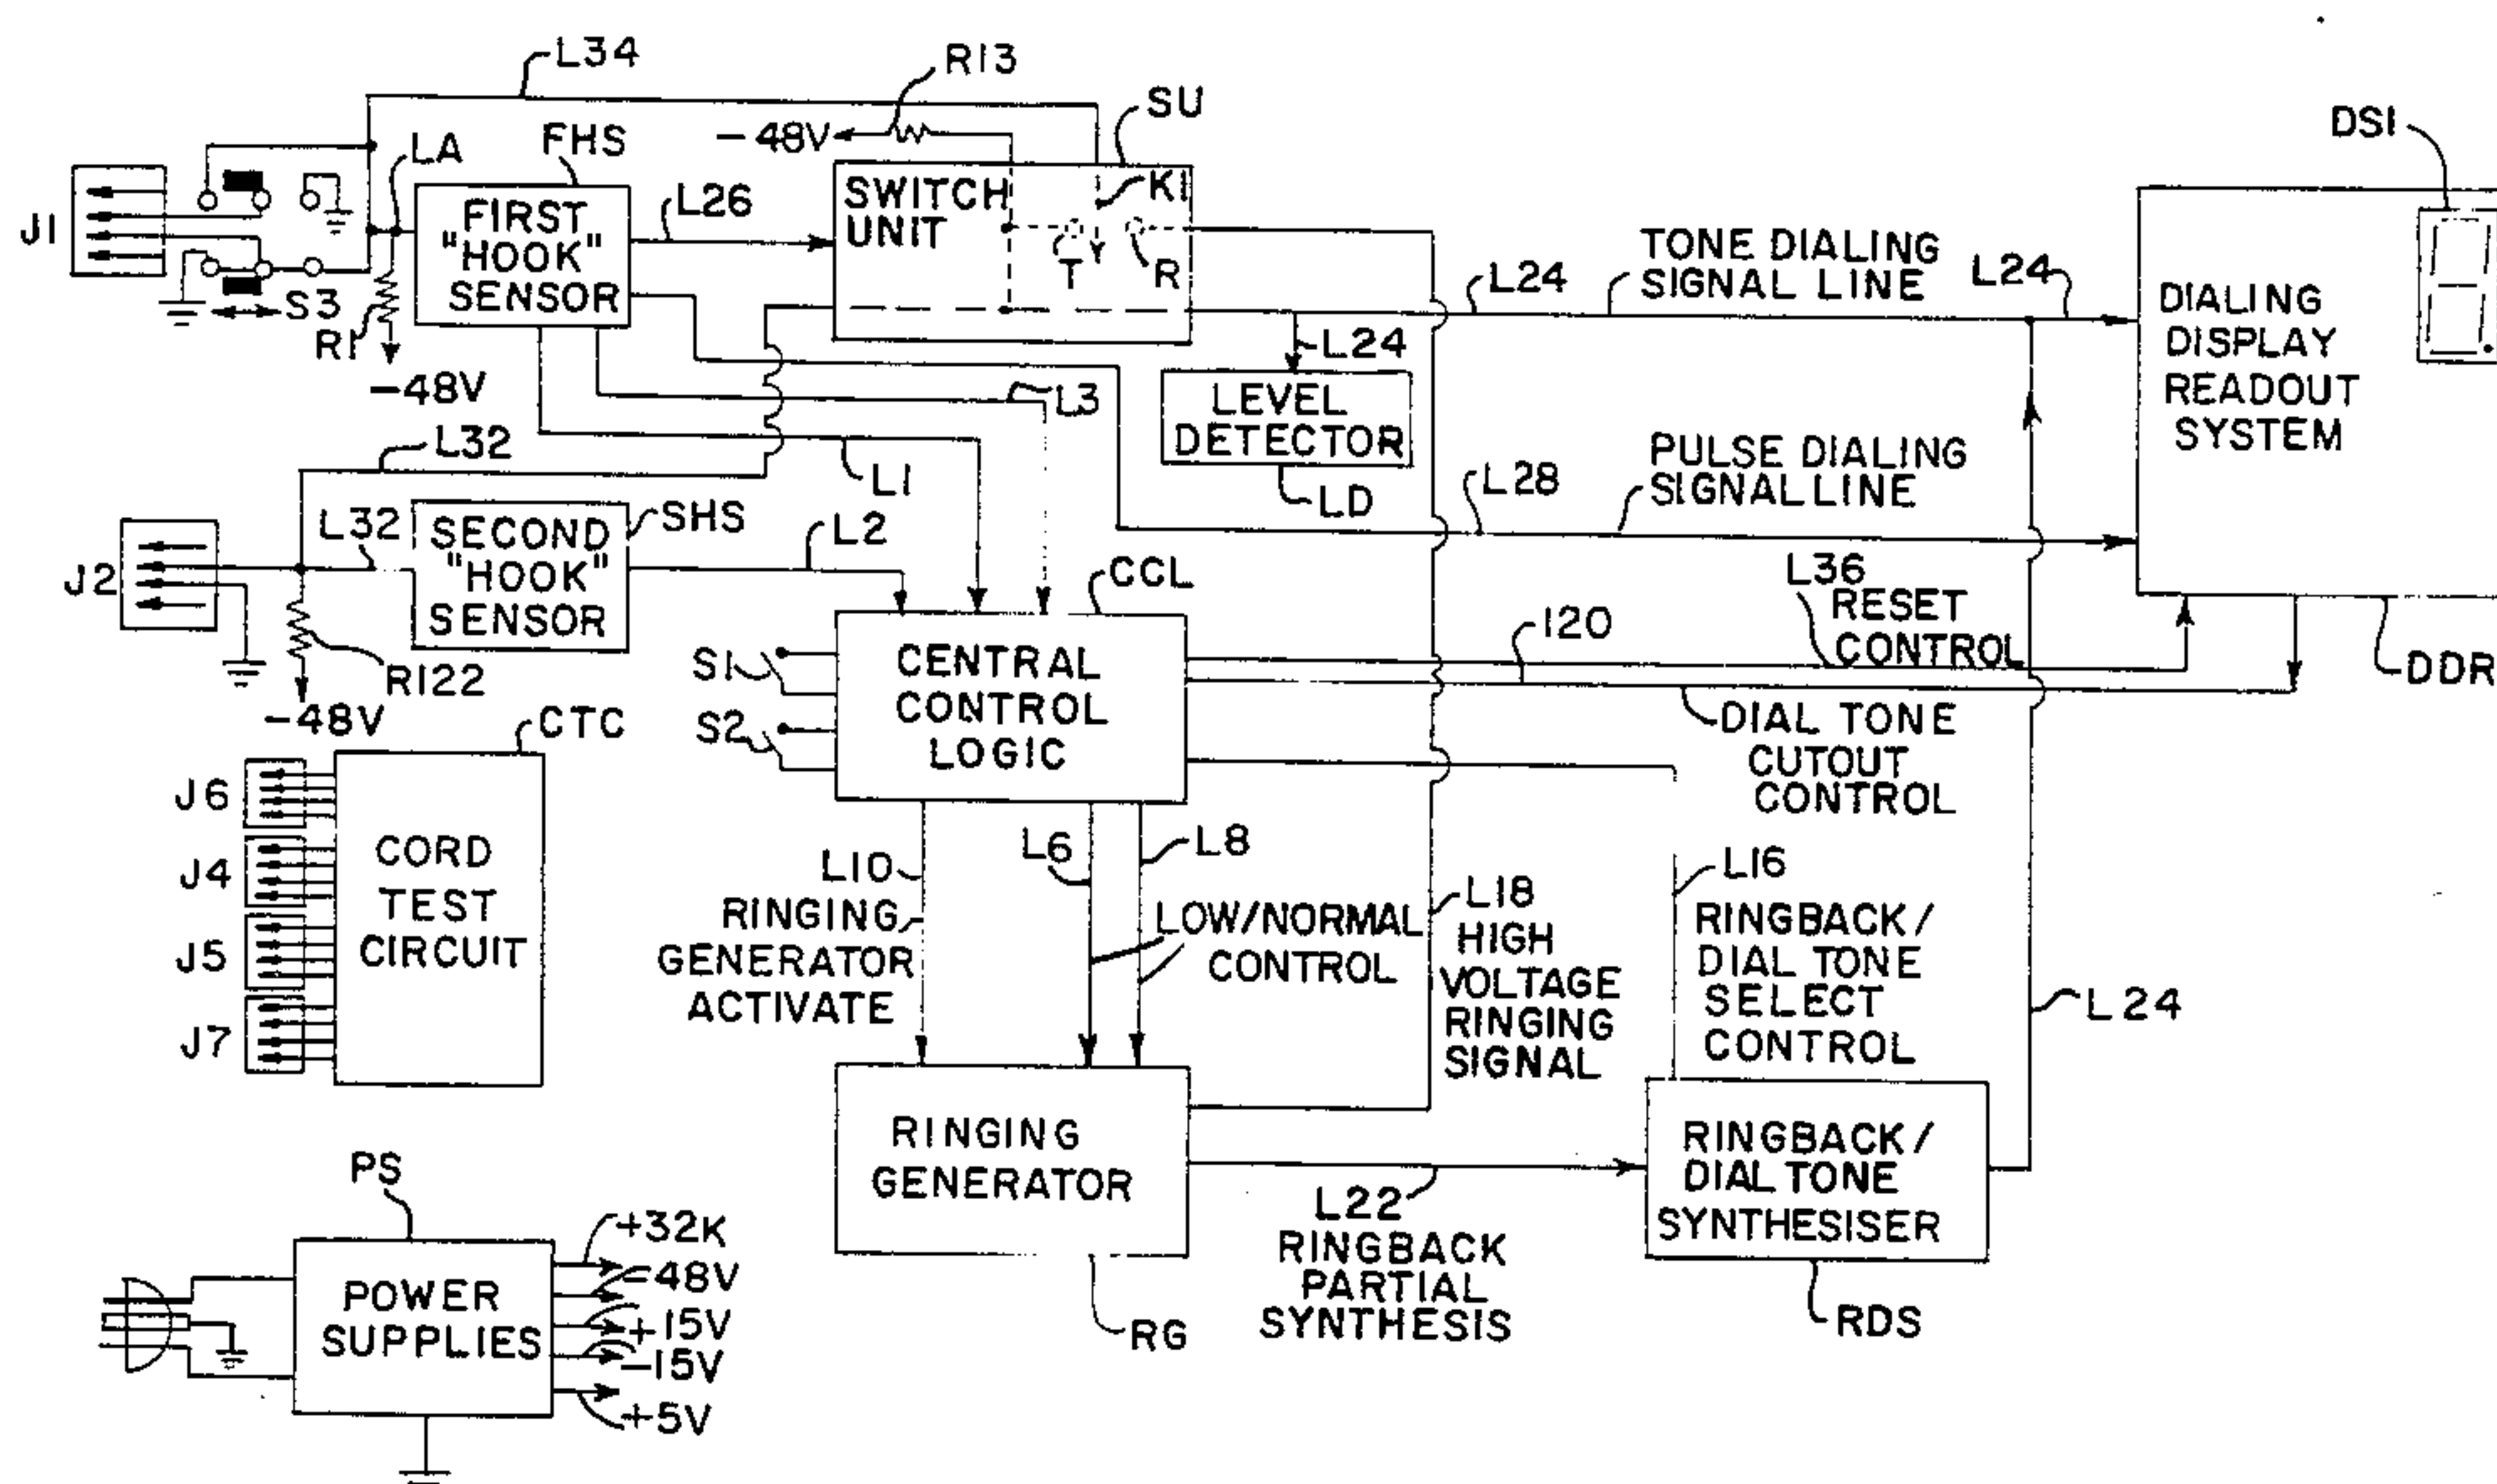 L34
R13
SU
-48V
DS1
LA
FHS
J1
FIRST
"HOOK"
SENSOR
L26
SWITCH
UNIT
K1
T
R
S3
R1
-48V
L24
TONE DIALING
SIGNAL LINE
L24
DIALING
DISPLAY
READOUT
SYSTEM
L24
LEVEL
DETECTOR
LD
L3
L1
L32
L32
SECOND
"HOOK"
SENSOR
SHS
L2
J2
R122
-48V
PULSE DIALING
SIGNAL LINE
L28
CCL
L36
RESET
CONTROL
120
DDR
S1
S2
CENTRAL
CONTROL
LOGIC
DIAL TONE
CUTOUT
CONTROL
CTC
J6
J4
J5
J7
CORD
TEST
CIRCUIT
L10
RINGING
GENERATOR
ACTIVATE
L6
L8
LOW/NORMAL
CONTROL
L18
HIGH
VOLTAGE
RINGING
SIGNAL
L16
RINGBACK/
DIAL TONE
SELECT
CONTROL
L24
RINGING
GENERATOR
RG
L22
RINGBACK
PARTIAL
SYNTHESIS
RINGBACK/
DIAL TONE
SYNTHESISER
RDS
PS
POWER
SUPPLIES
+32K
-48V
+15V
-15V
+5V